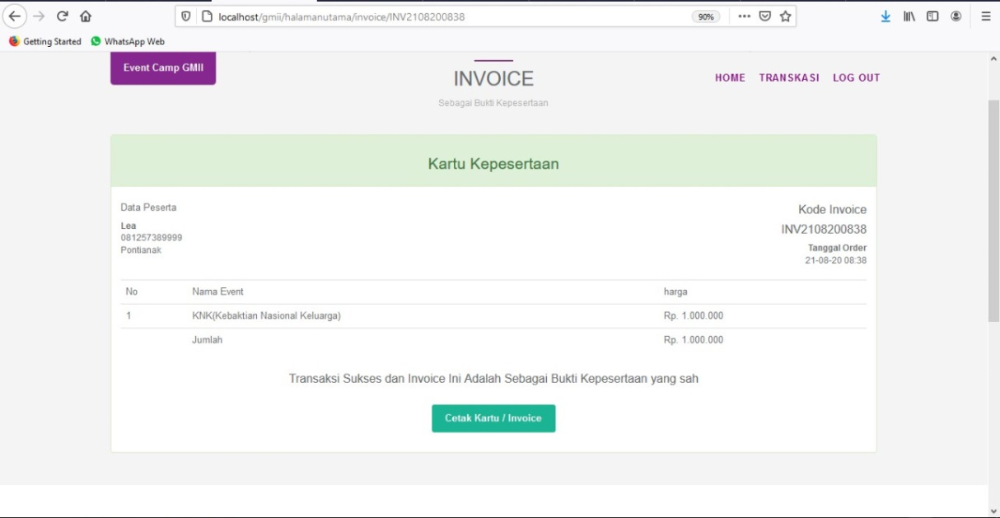 localhost/gmii/halamanutama/invoice/INV2108200838
90%
Getting Started WhatsApp Web
Event Camp GMII
INVOICE
HOME TRANSKASI LOG OUT
Sebagai Bukti Kepesertaan
Kartu Kepesertaan
Data Peserta
Lea
081257389999
Pontianak
Kode Invoice
INV2108200838
Tanggal Order
21-08-20 08:38
No Nama Event harga
1 KNK(Kebaktian Nasional Keluarga) Rp. 1.000.000
Jumlah Rp. 1.000.000
Transaksi Sukses dan Invoice Ini Adalah Sebagai Bukti Kepesertaan yang sah
Cetak Kartu / Invoice